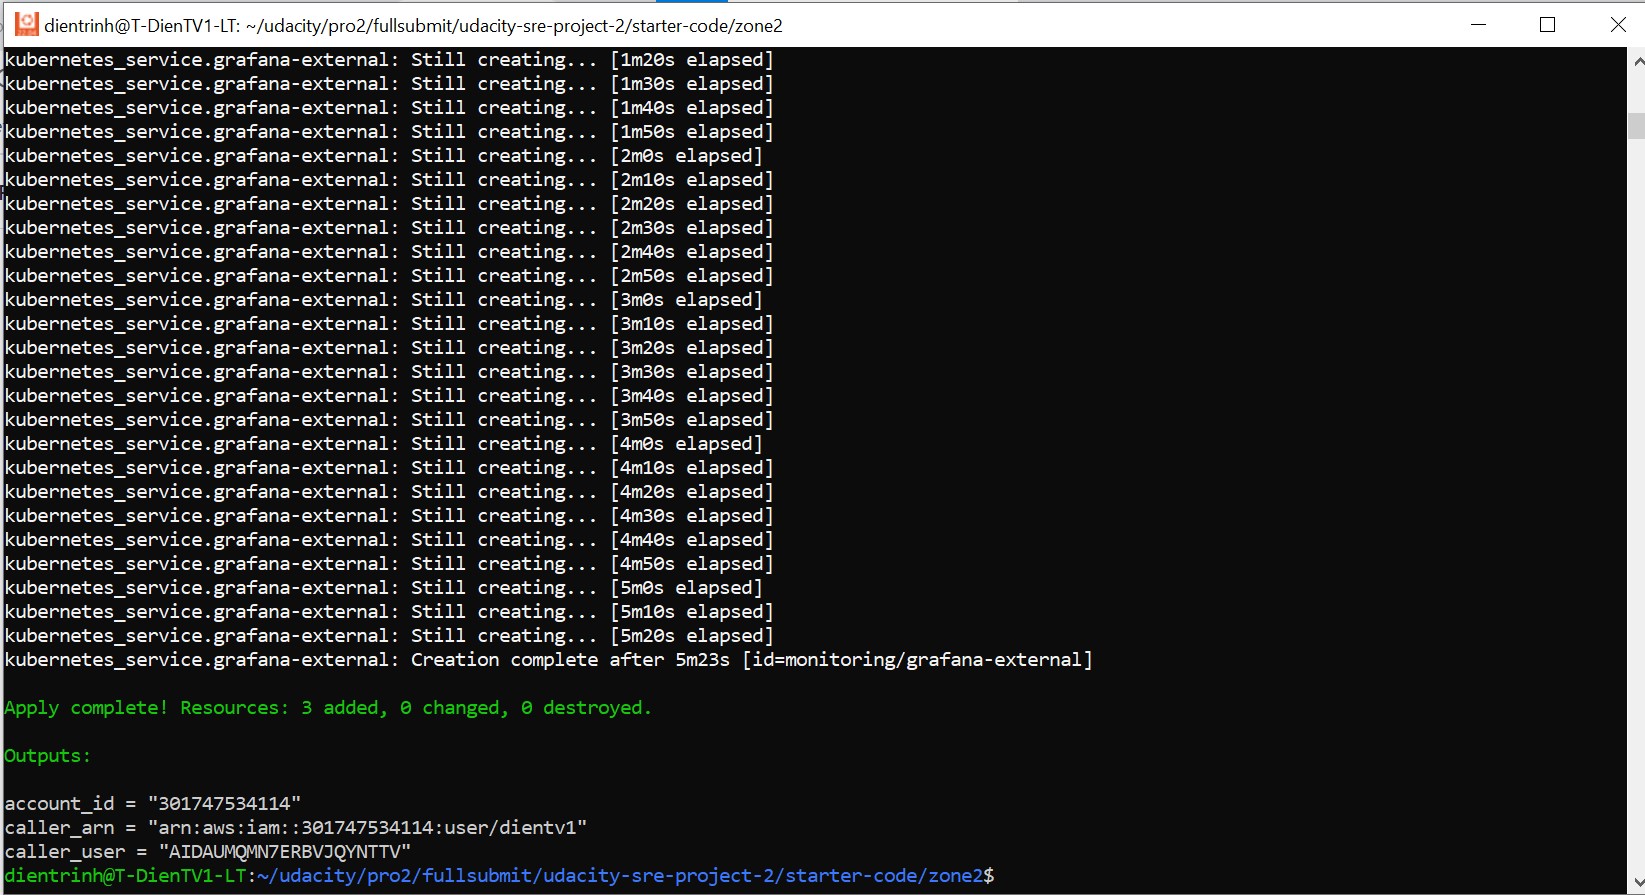 dientrinh@T-DienTV1-LT: ~/udacity/pro2/fullsubmit/udacity-sre-project-2/starter-code/zone2
kubernetes_service.grafana-external: Still creating... [1m20s elapsed]
kubernetes_service.grafana-external: Still creating... [1m30s elapsed]
kubernetes_service.grafana-external: Still creating... [1m40s elapsed]
kubernetes_service.grafana-external: Still creating... [1m50s elapsed]
kubernetes_service.grafana-external: Still creating... [2m0s elapsed]
kubernetes_service.grafana-external: Still creating... [2m10s elapsed]
kubernetes_service.grafana-external: Still creating... [2m20s elapsed]
kubernetes_service.grafana-external: Still creating... [2m30s elapsed]
kubernetes_service.grafana-external: Still creating... [2m40s elapsed]
kubernetes_service.grafana-external: Still creating... [2m50s elapsed]
kubernetes_service.grafana-external: Still creating... [3m0s elapsed]
kubernetes_service.grafana-external: Still creating... [3m10s elapsed]
kubernetes_service.grafana-external: Still creating... [3m20s elapsed]
kubernetes_service.grafana-external: Still creating... [3m30s elapsed]
kubernetes_service.grafana-external: Still creating... [3m40s elapsed]
kubernetes_service.grafana-external: Still creating... [3m50s elapsed]
kubernetes_service.grafana-external: Still creating... [4m0s elapsed]
kubernetes_service.grafana-external: Still creating... [4m10s elapsed]
kubernetes_service.grafana-external: Still creating... [4m20s elapsed]
kubernetes_service.grafana-external: Still creating... [4m30s elapsed]
kubernetes_service.grafana-external: Still creating... [4m40s elapsed]
kubernetes_service.grafana-external: Still creating... [4m50s elapsed]
kubernetes_service.grafana-external: Still creating... [5m0s elapsed]
kubernetes_service.grafana-external: Still creating... [5m10s elapsed]
kubernetes_service.grafana-external: Still creating... [5m20s elapsed]
kubernetes_service.grafana-external: Creation complete after 5m23s [id=monitoring/grafana-external]
Apply complete! Resources: 3 added, 0 changed, 0 destroyed.
Outputs:
account_id = "301747534114"
caller_arn = "arn:aws:iam::301747534114:user/dientv1"
caller_user = "AIDAUMQMN7ERBVJQYNTTV"
dientrinh@T-DienTV1-LT:~/udacity/pro2/fullsubmit/udacity-sre-project-2/starter-code/zone2$